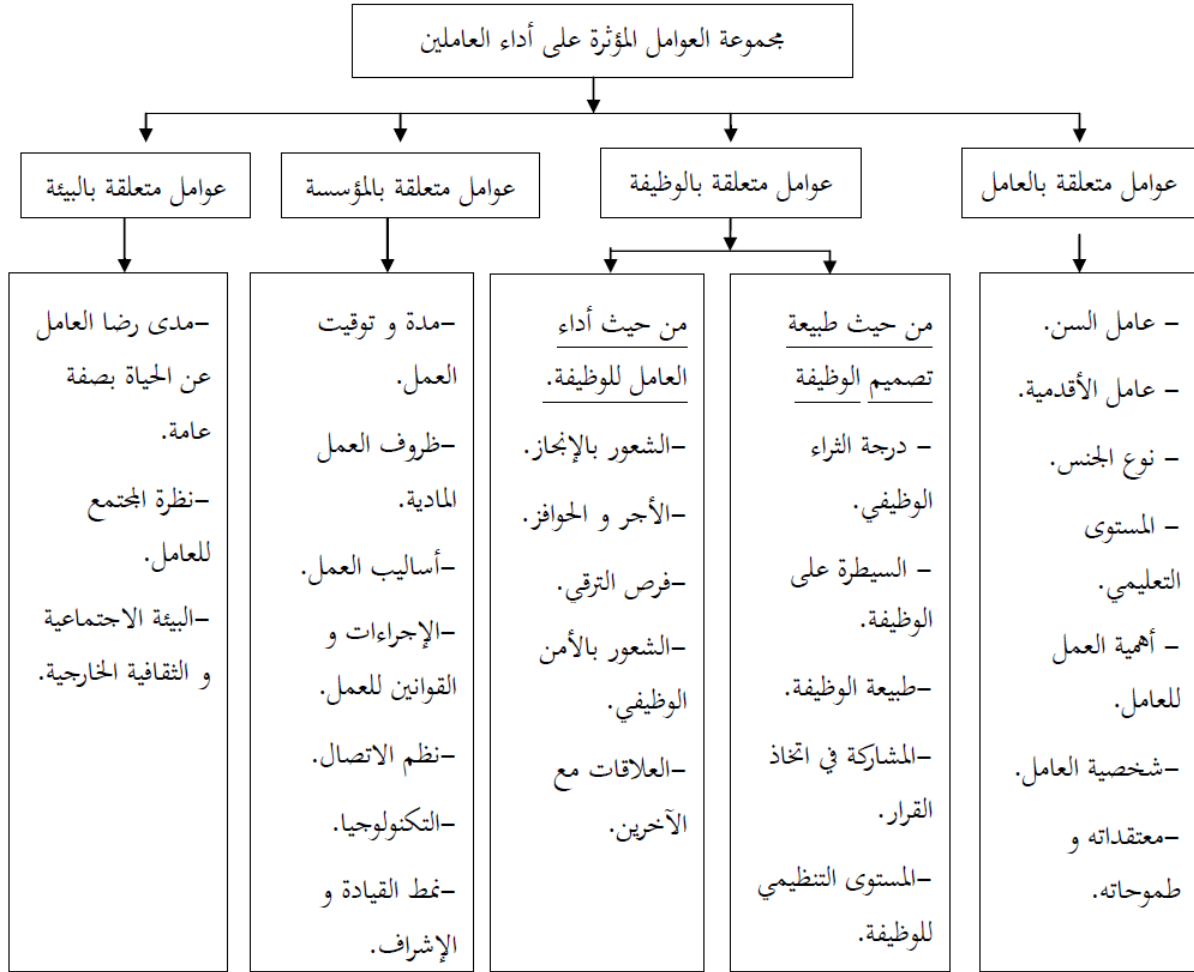 مجموعة العوامل المؤثرة على أداء العاملين
عوامل متعلقة بالعامل
عوامل متعلقة بالوظيفة
عوامل متعلقة بالمؤسسة
عوامل متعلقة بالبيئة
– عامل السن.
– عامل الأقدمية.
– نوع الجنس.
– المستوى
التعليمي.
– أهمية العمل
للعامل.
–شخصية العامل.
–معتقداته و
طموحاته.
من حيث طبيعة
تصميم الوظيفة
– درجة الثراء
الوظيفي.
– السيطرة على
الوظيفة.
–طبيعة الوظيفة.
–المشاركة في اتخاذ
القرار.
–المستوى التنظيمي
للوظيفة.
من حيث أداء
العامل للوظيفة.
–الشعور بالإنجاز.
–الأجر و الحوافز.
–فرص الترقي.
–الشعور بالأمن
الوظيفي.
–العلاقات مع
الآخرين.
–مدة و توقيت
العمل.
–ظروف العمل
المادية.
–أساليب العمل.
–الإجراءات و
القوانين للعمل.
–نظم الاتصال.
–التكنولوجيا.
–نمط القيادة و
الإشراف.
–مدى رضا العامل
عن الحياة بصفة
عامة.
–نظرة المجتمع
للعامل.
–البيئة الاجتماعية
و الثقافية الخارجية.